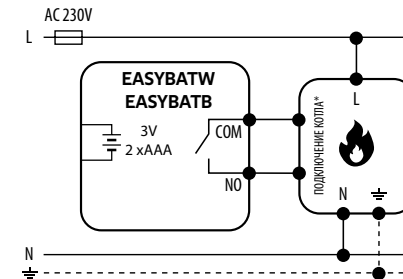 AC 230V
L
EASYBATW
EASYBATB
3V
2 xAAA
COM
NO
ПОДКЛЮЧЕНИЕ КОТЛА*
L
N
N